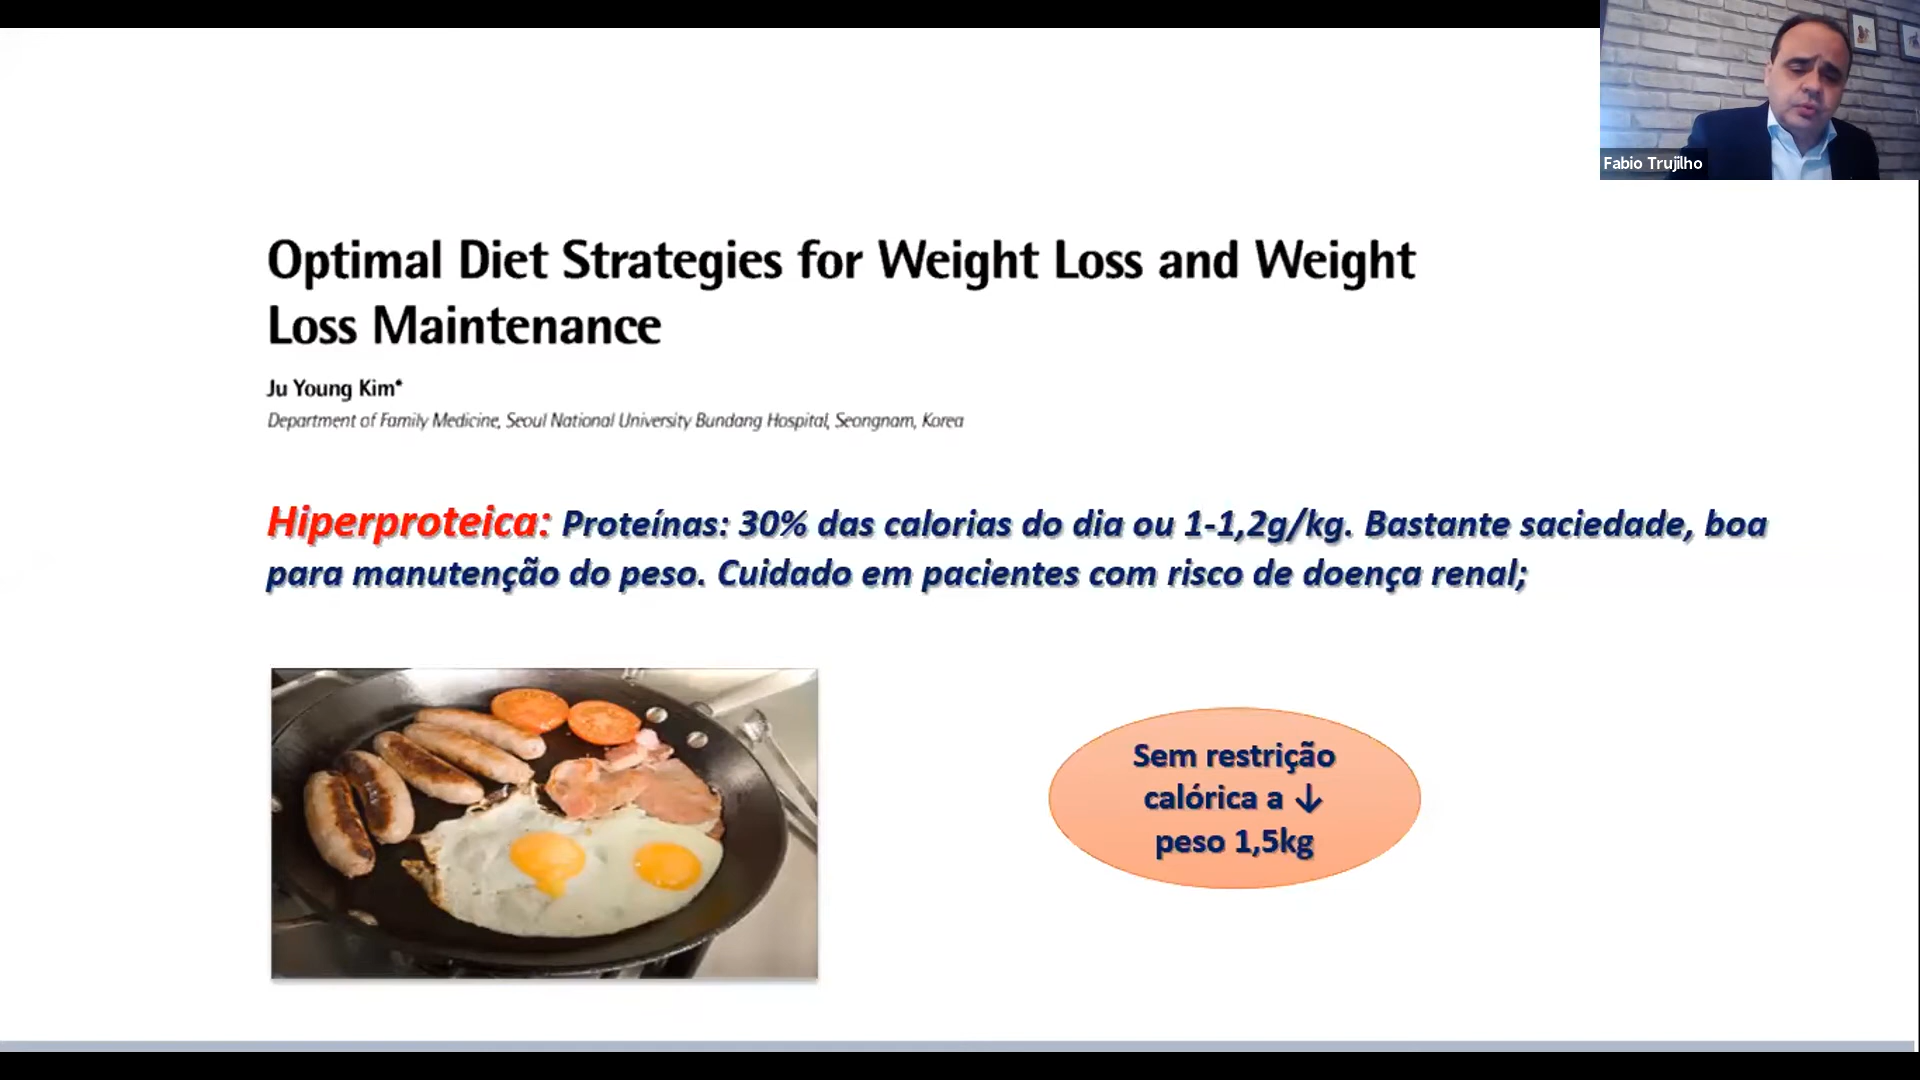 Fabio Trujilho
Optimal Diet Strategies for Weight Loss and Weight
Loss Maintenance
Ju Young Kim*
Department of Family Medicine, Seoul National University Bundang Hospital, Seongnam, Korea
Hiperproteica: Proteínas: 30% das calorias do dia ou 1-1,2g/kg. Bastante saciedade, boa
para manutenção do peso. Cuidado em pacientes com risco de doença renal;
Sem restrição
calórica a ↓
peso 1,5kg